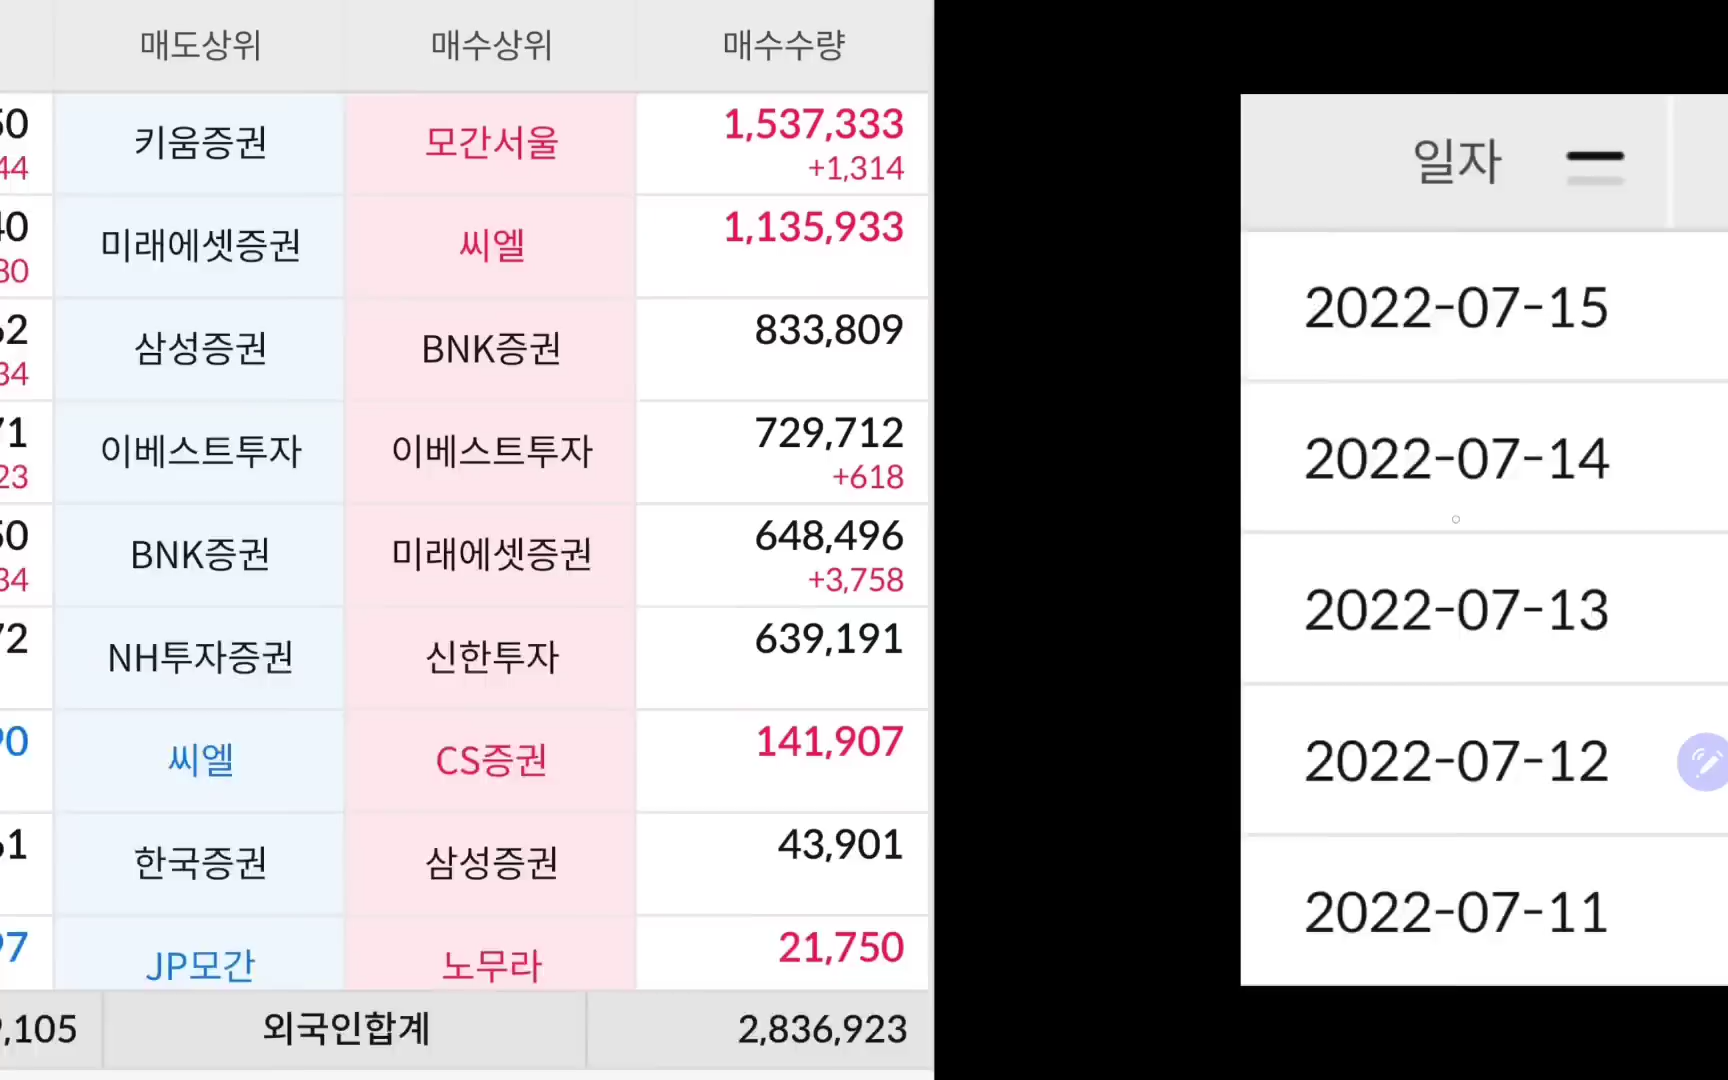 매도상위 매수상위 매수수량
키움증권 모간서울 1,537,333
+1,314
미래에셋증권 씨엘 1,135,933
삼성증권 BNK증권 833,809
이베스트투자 이베스트투자 729,712
+618
BNK증권 미래에셋증권 648,496
+3,758
NH투자증권 신한투자 639,191
씨엘 CS증권 141,907
한국증권 삼성증권 43,901
JP모간 노무라 21,750
,105 외국인합계 2,836,923
일자
2022-07-15
2022-07-14
2022-07-13
2022-07-12
2022-07-11